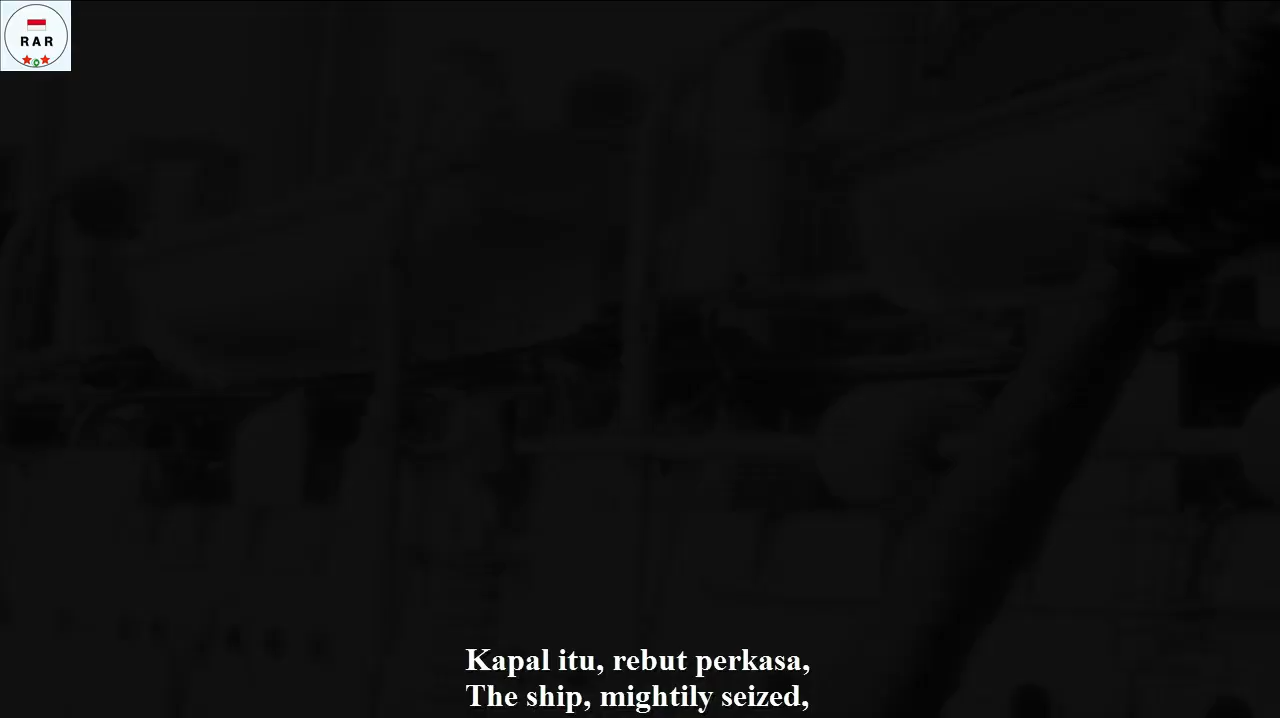 RAR
Kapal itu, rebut perkasa,
The ship, mightily seized,